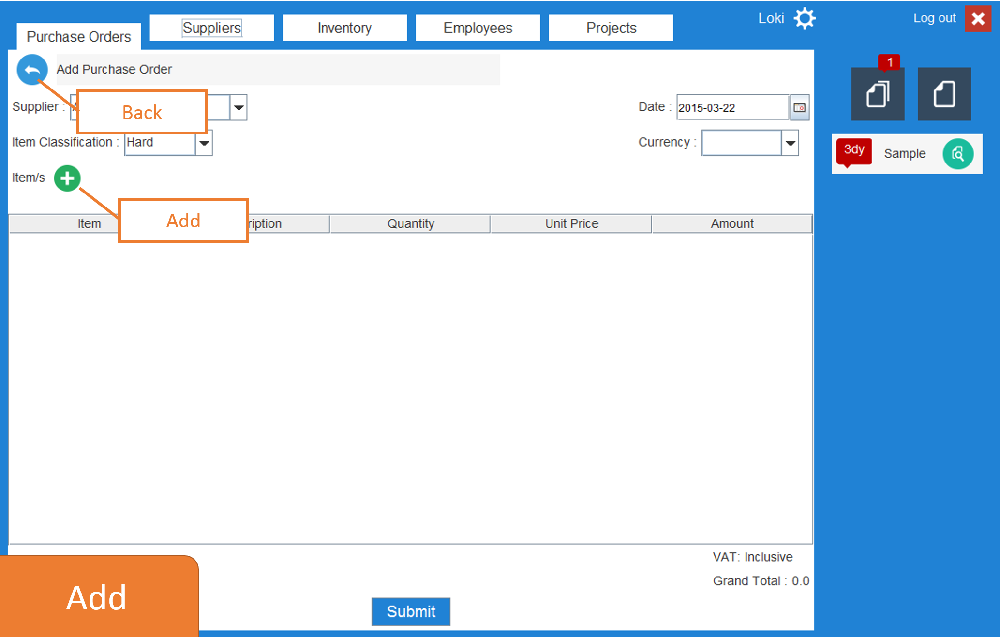 Loki
Log out
Purchase Orders
Suppliers
Inventory
Employees
Projects
1
Add Purchase Order
Back
Supplier :
Date : 2015-03-22
Item Classification : Hard
Currency :
3dy
Sample
Item/s
Add
Item
ription
Quantity
Unit Price
Amount
VAT: Inclusive
Grand Total : 0.0
Add
Submit